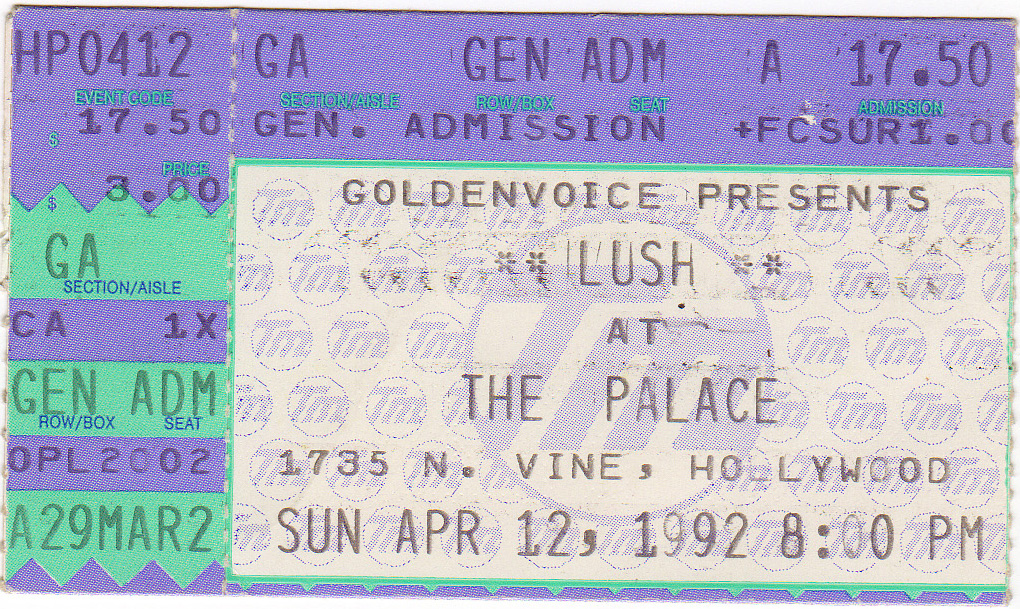 HP0412
EVENT CODE
$ 17.50
PRICE
$ 3.00
GA
SECTION/AISLE
CA 1X
GEN ADM
ROW/BOX SEAT
OPL2002
A29MAR2
GA GEN ADM A 17.50
SECTION/AISLE ROW/BOX SEAT ADMISSION
GEN. ADMISSION +FCSUR1.00
GOLDENVOICE PRESENTS
** LUSH **
AT
THE PALACE
1735 N. VINE, HOLLYWOOD
SUN APR 12, 1992 8:00 PM